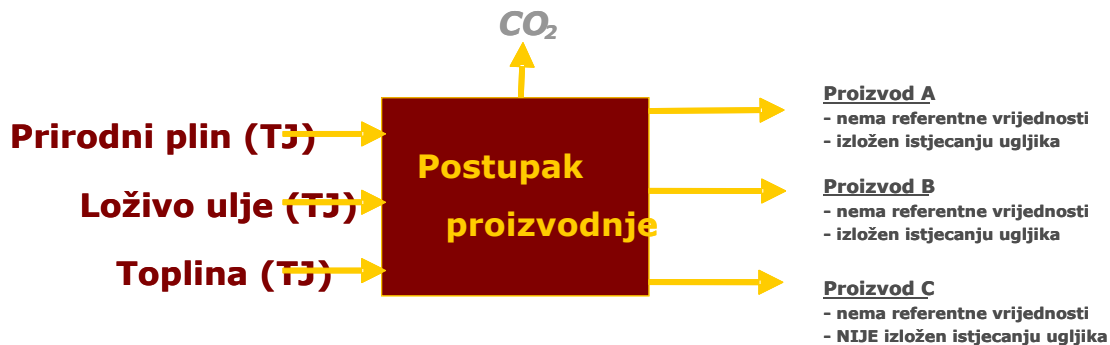 CO₂
Prirodni plin (TJ)
Loživo ulje (TJ)
Toplina (TJ)
Postupak
proizvodnje
Proizvod A
- nema referentne vrijednosti
- izložen istjecanju ugljika
Proizvod B
- nema referentne vrijednosti
- izložen istjecanju ugljika
Proizvod C
- nema referentne vrijednosti
- NIJE izložen istjecanju ugljika